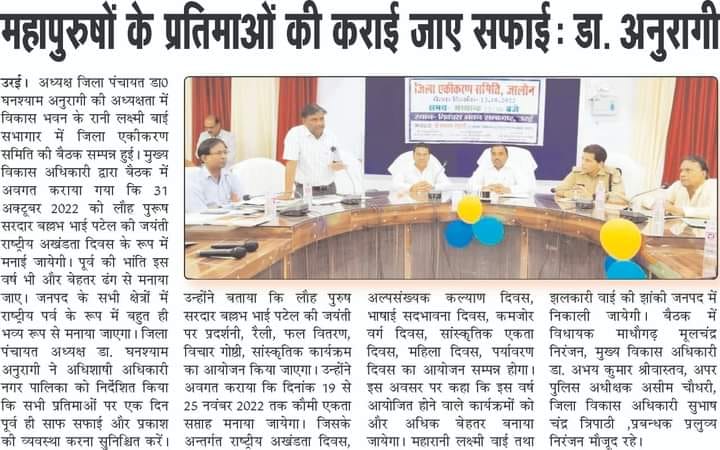 महापुरुषों के प्रतिमाओं की कराई जाए सफाई: डा. अनुरागी
उरई। अध्यक्ष जिला पंचायत डा0
घनश्याम अनुरागी की अध्यक्षता में
विकास भवन के रानी लक्ष्मी बाई
सभागार में जिला एकीकरण
समिति की बैठक सम्पन्न हुई। मुख्य
विकास अधिकारी द्वारा बैठक में
अवगत कराया गया कि 31
अक्टूबर 2022 को लौह पुरूष
सरदार बल्लभ भाई पटेल की जयंती
राष्ट्रीय अखंडता दिवस के रूप में
मनाई जायेगी। पूर्व की भांति इस
वर्ष भी और बेहतर ढंग से मनाया
जाए। जनपद के सभी क्षेत्रों में
राष्ट्रीय पर्व के रूप में बहुत ही
भव्य रूप से मनाया जाएगा। जिला
पंचायत अध्यक्ष डा. घनश्याम
अनुरागी ने अधिशाषी अधिकारी
नगर पालिका को निर्देशित किया
कि सभी प्रतिमाओं पर एक दिन
पूर्व ही साफ सफाई और प्रकाश
की व्यवस्था करना सुनिश्चित करें।
जिला एकीकरण समिति, जालौन
बैठक दिनांक-13.10.2022
समय-
स्थान-विकास भवन सभागार, उरई
उन्होंने बताया कि लौह पुरुष
सरदार बल्लभ भाई पटेल की जयंती
पर प्रदर्शनी, रैली, फल वितरण,
विचार गोष्ठी, सांस्कृतिक कार्यक्रम
का आयोजन किया जाएगा। उन्होंने
अवगत कराया कि दिनांक 19 से
25 नवंबर 2022 तक कौमी एकता
सप्ताह मनाया जायेगा। जिसके
अन्तर्गत राष्ट्रीय अखण्डता दिवस,
अल्पसंख्यक कल्याण दिवस,
भाषाई सदभावना दिवस, कमजोर
वर्ग दिवस, सांस्कृतिक एकता
दिवस, महिला दिवस, पर्यावरण
दिवस का आयोजन सम्पन्न होगा।
इस अवसर पर कहा कि इस वर्ष
आयोजित होने वाले कार्यक्रमों को
और अधिक बेहतर बनाया
जायेगा। महारानी लक्ष्मी वाई तथा
झलकारी वाई की झांकी जनपद में
निकाली जायेगी। बैठक में
विधायक माधौगढ़ मूलचंद्र
निरंजन, मुख्य विकास अधिकारी
डा. अभय कुमार श्रीवास्तव, अपर
पुलिस अधीक्षक असीम चौधरी,
जिला विकास अधिकारी सुभाष
चंद्र त्रिपाठी ,प्रबन्धक प्रलुव्य
निरंजन मौजूद रहे।